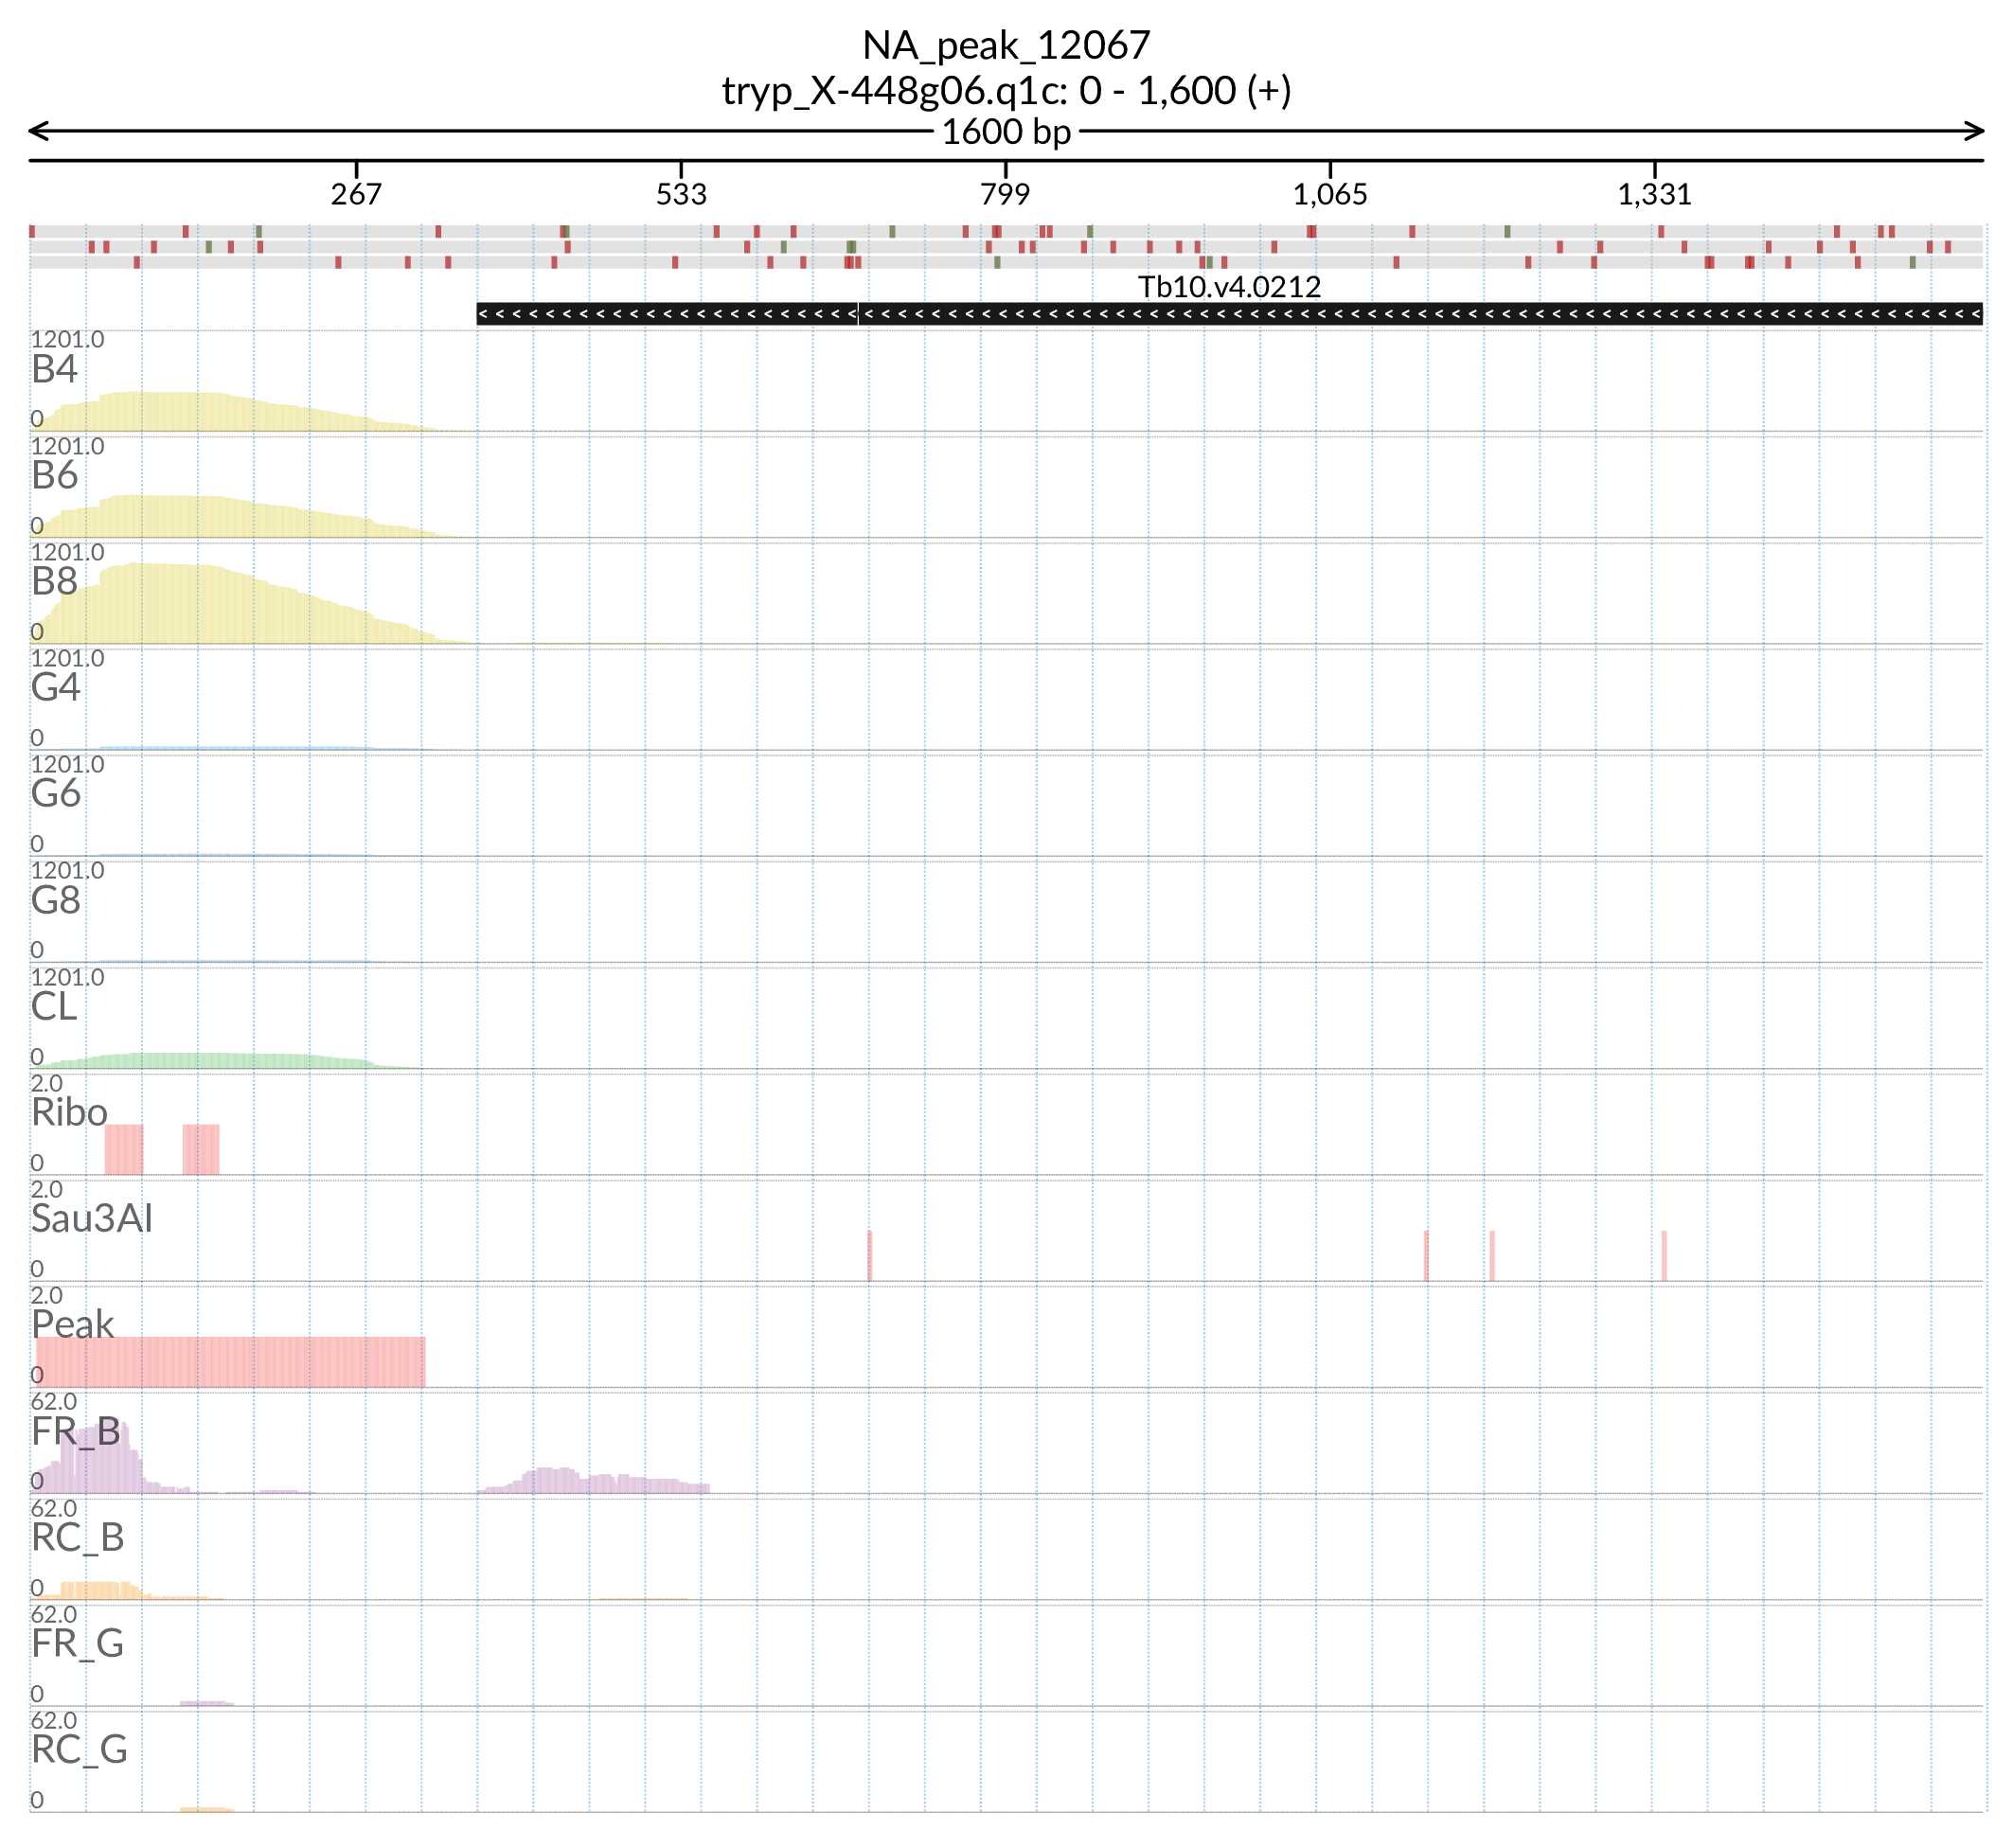 NA_peak_12067
tryp_X-448g06.q1c: 0 - 1,600 (+)
1600 bp
267 533 799 1,065 1,331
Tb10.v4.0212
1201.0
B4
0
1201.0
B6
0
1201.0
B8
0
1201.0
G4
0
1201.0
G6
0
1201.0
G8
0
1201.0
CL
0
2.0
Ribo
0
2.0
Sau3AI
0
2.0
Peak
0
62.0
FR_B
0
62.0
RC_B
0
62.0
FR_G
0
62.0
RC_G
0